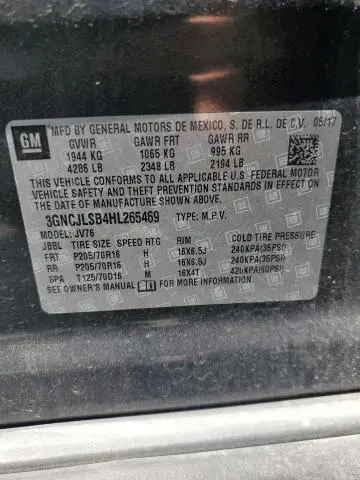 GM
MFD BY GENERAL MOTORS DE MEXICO, S. DE R.L. DE C.V. 05/17
GVWR GAWR FRT GAWR RR
1944 KG 1065 KG 995 KG
4286 LB 2348 LB 2194 LB
THIS VEHICLE CONFORMS TO ALL APPLICABLE U.S. FEDERAL MOTOR
VEHICLE SAFETY AND THEFT PREVENTION STANDARDS IN EFFECT
ON THE DATE OF MANUFACTURE SHOWN ABOVE.
3GNCJLSB4HL265469 TYPE: M.P.V.
MODEL: JV76
JBBL TIRE SIZE SPEED RTG RIM COLD TIRE PRESSURE
FRT P205/70R16 H 16X6.5J 240KPA(35PSI)
RR P205/70R16 H 16X6.5J 240KPA(35PSI)
SPA T125/70D16 M 16X4T 420KPA(60PSI)
SEE OWNER'S MANUAL FOR MORE INFORMATION.